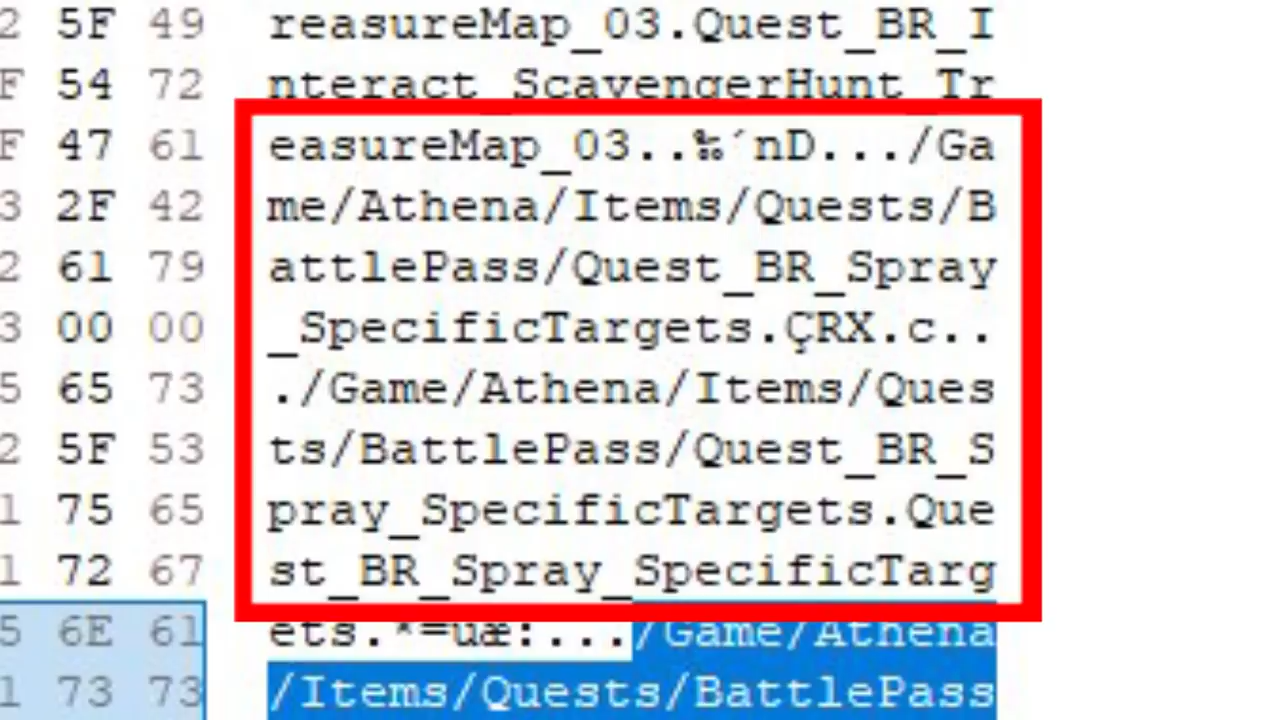 2 5F 49 reasureMap_03.Quest_BR_I
F 54 72 nteract_ScavengerHunt_Tr
F 47 61 easureMap_03..‰´nD.../Ga
3 2F 42 me/Athena/Items/Quests/B
2 61 79 attlePass/Quest_BR_Spray
3 00 00 _SpecificTargets.ÇRX.c..
5 65 73 ./Game/Athena/Items/Ques
2 5F 53 ts/BattlePass/Quest_BR_S
1 75 65 pray_SpecificTargets.Que
1 72 67 st_BR_Spray_SpecificTarg
5 6E 61 ets.*=uæ:.../Game/Athena
1 73 73 /Items/Quests/BattlePass